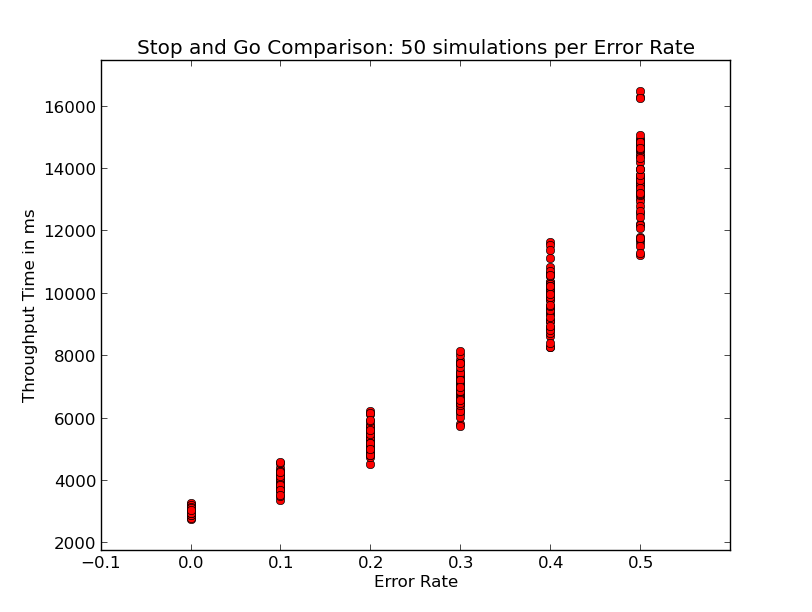 Stop and Go Comparison: 50 simulations per Error Rate
16000
14000
12000
10000
8000
6000
4000
2000
Throughput Time in ms
−0.1 0.0 0.1 0.2 0.3 0.4 0.5
Error Rate